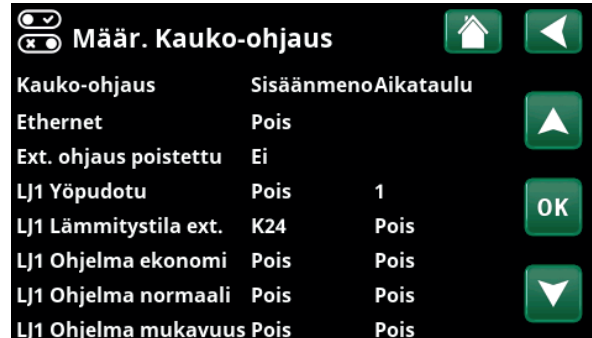 Määr. Kauko-ohjaus
Kauko-ohjaus Sisäänmeno Aikataulu
Ethernet Pois
Ext. ohjaus poistettu Ei
LJ1 Yöpudotu Pois 1
LJ1 Lämmitystila ext. K24 Pois
LJ1 Ohjelma ekonomi Pois Pois
LJ1 Ohjelma normaali Pois Pois
LJ1 Ohjelma mukavuus Pois Pois
OK